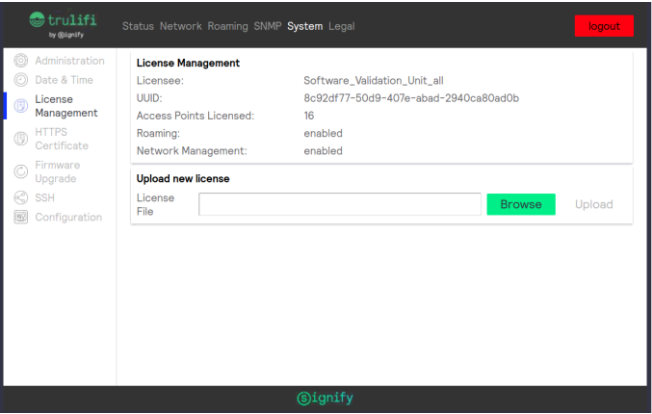 trulifi
by Signify
Status Network Roaming SNMP System Legal
logout
Administration
Date & Time
License
Management
HTTPS
Certificate
Firmware
Upgrade
SSH
Configuration
License Management
Licensee: Software_Validation_Unit_all
UUID: 8c92df77-50d9-407e-abad-2940ca80ad0b
Access Points Licensed: 16
Roaming: enabled
Network Management: enabled
Upload new license
License
File
Browse Upload
Signify